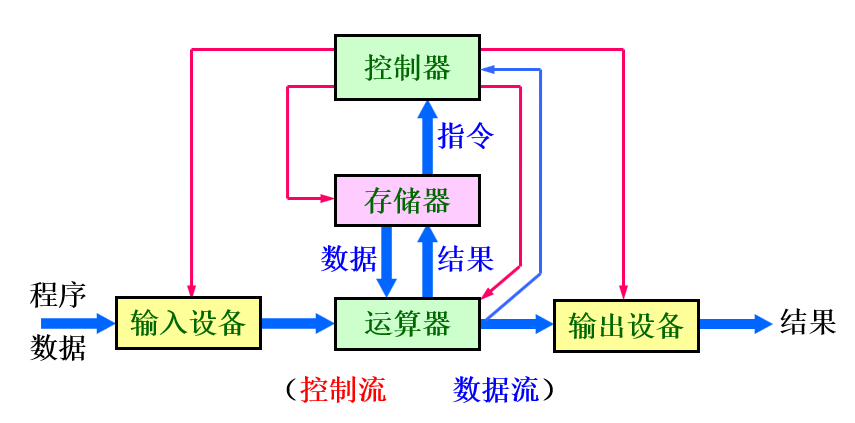 控制器
指令
存储器
数据
结果
程序
数据
输入设备
运算器
输出设备
结果
（控制流 数据流）